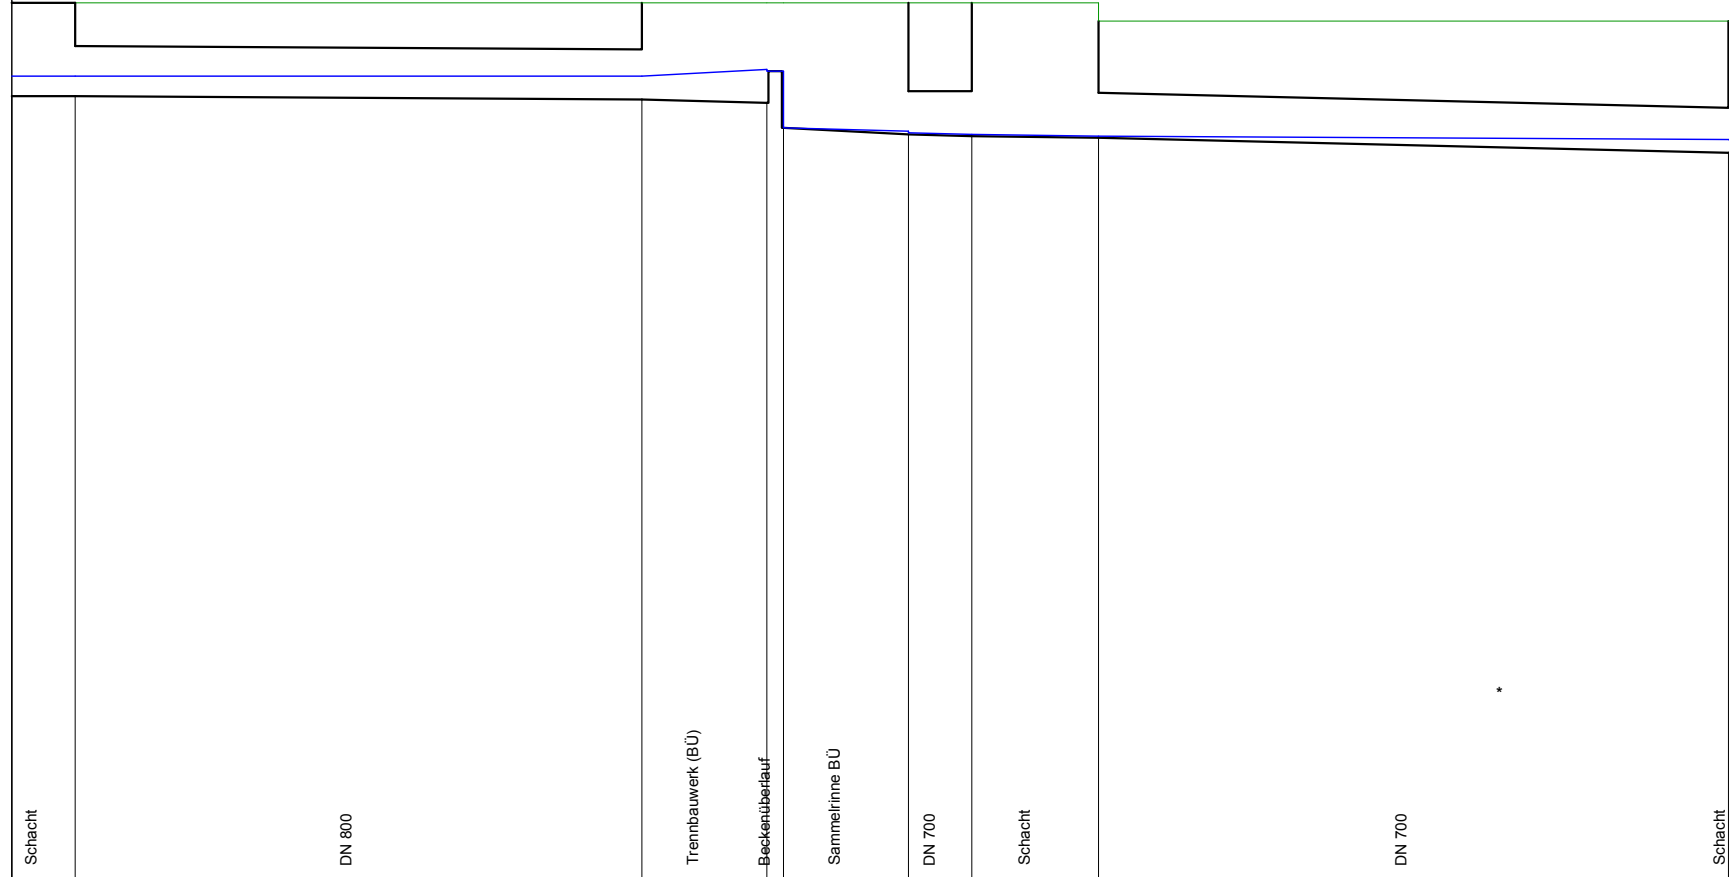 Schacht
DN 800
Trennbauwerk (BÜ)
Beckenüberlauf
Sammelrinne BÜ
DN 700
Schacht
*
DN 700
Schacht